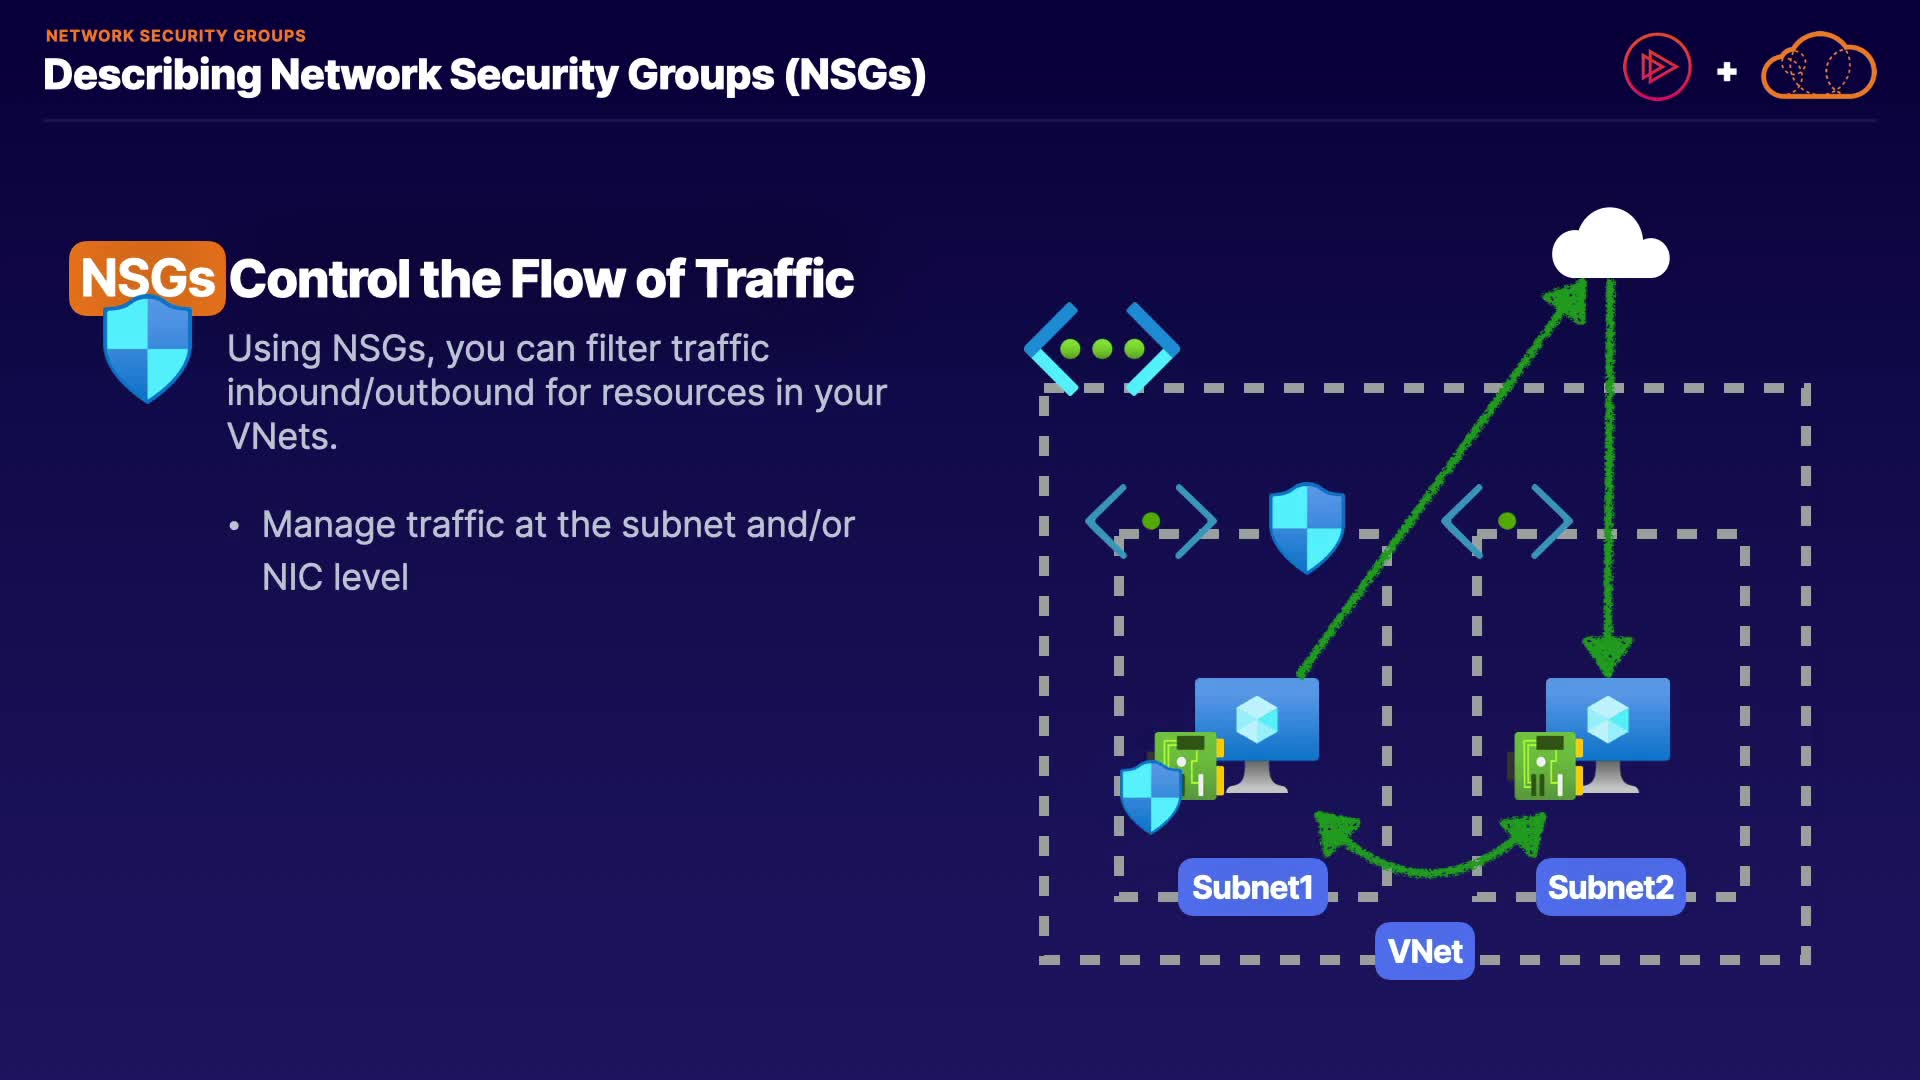 NETWORK SECURITY GROUPS
Describing Network Security Groups (NSGs)
NSGs Control the Flow of Traffic
Using NSGs, you can filter traffic
inbound/outbound for resources in your
VNets.
• Manage traffic at the subnet and/or
NIC level
Subnet1
Subnet2
VNet